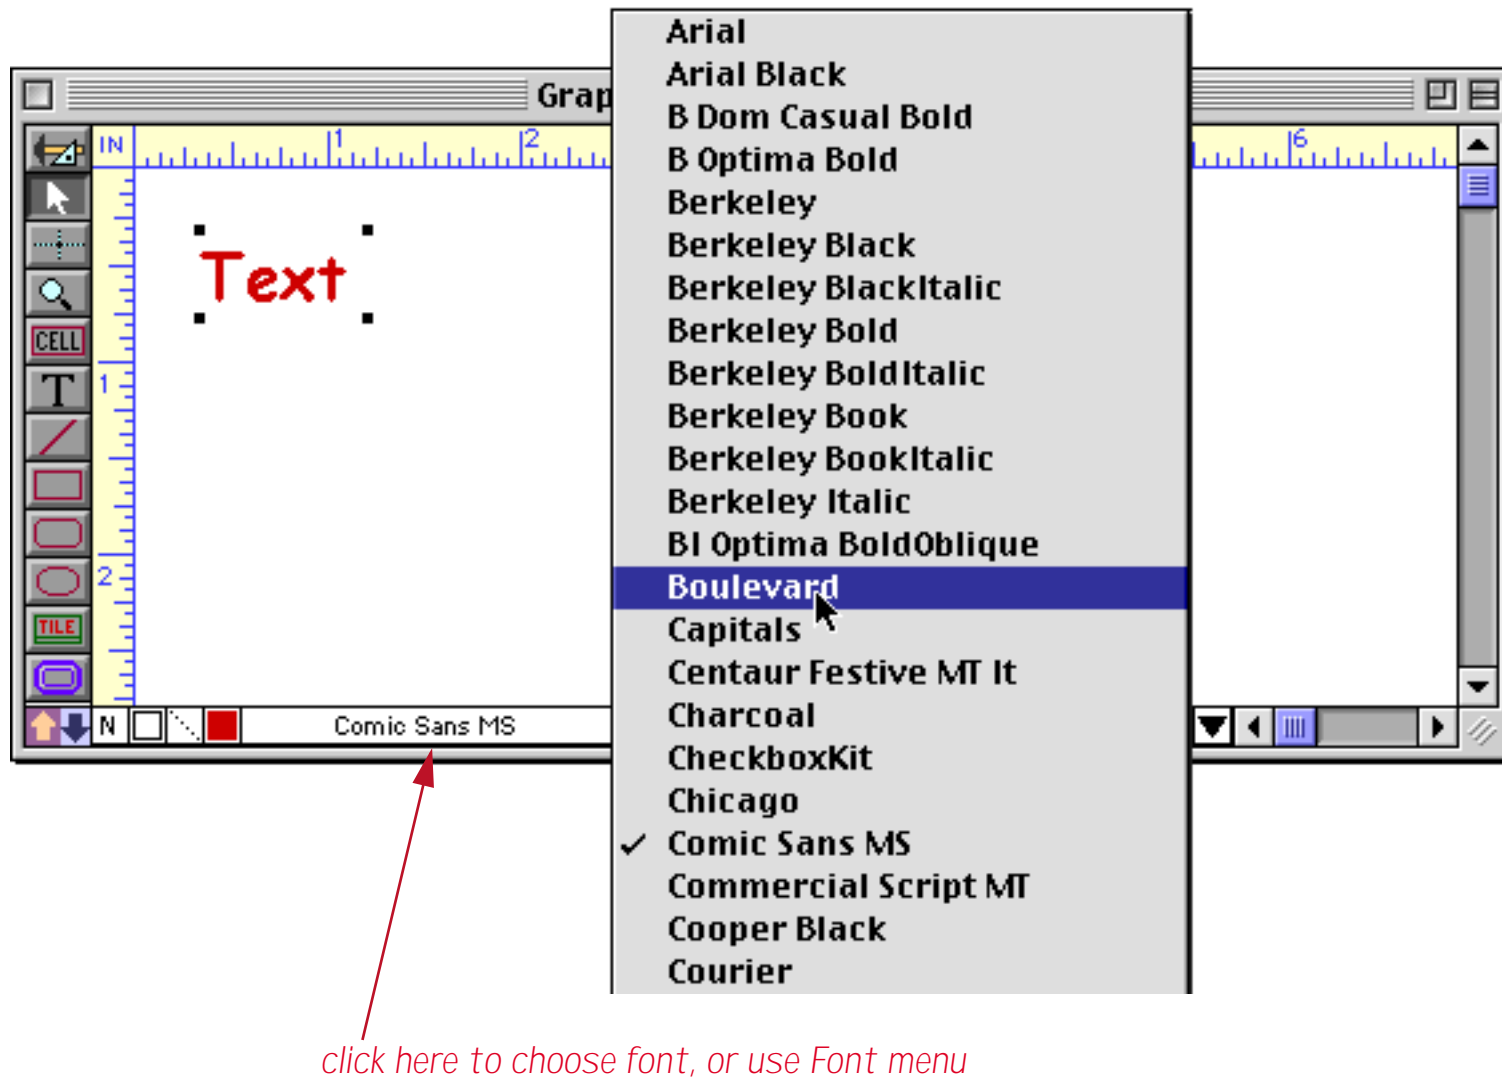 Arial
Arial Black
Grap
B Dom Casual Bold
IN 1 2 6
B Optima Bold
Berkeley
Berkeley Black
Text
Berkeley BlackItalic
CELL
Berkeley Bold
T
1
Berkeley BoldItalic
Berkeley Book
Berkeley BookItalic
Berkeley Italic
BI Optima BoldOblique
2
Boulevard
TILE
Capitals
Centaur Festive MT It
N Comic Sans MS
Charcoal
CheckboxKit
Chicago
✓ Comic Sans MS
Commercial Script MT
Cooper Black
Courier
click here to choose font, or use Font menu